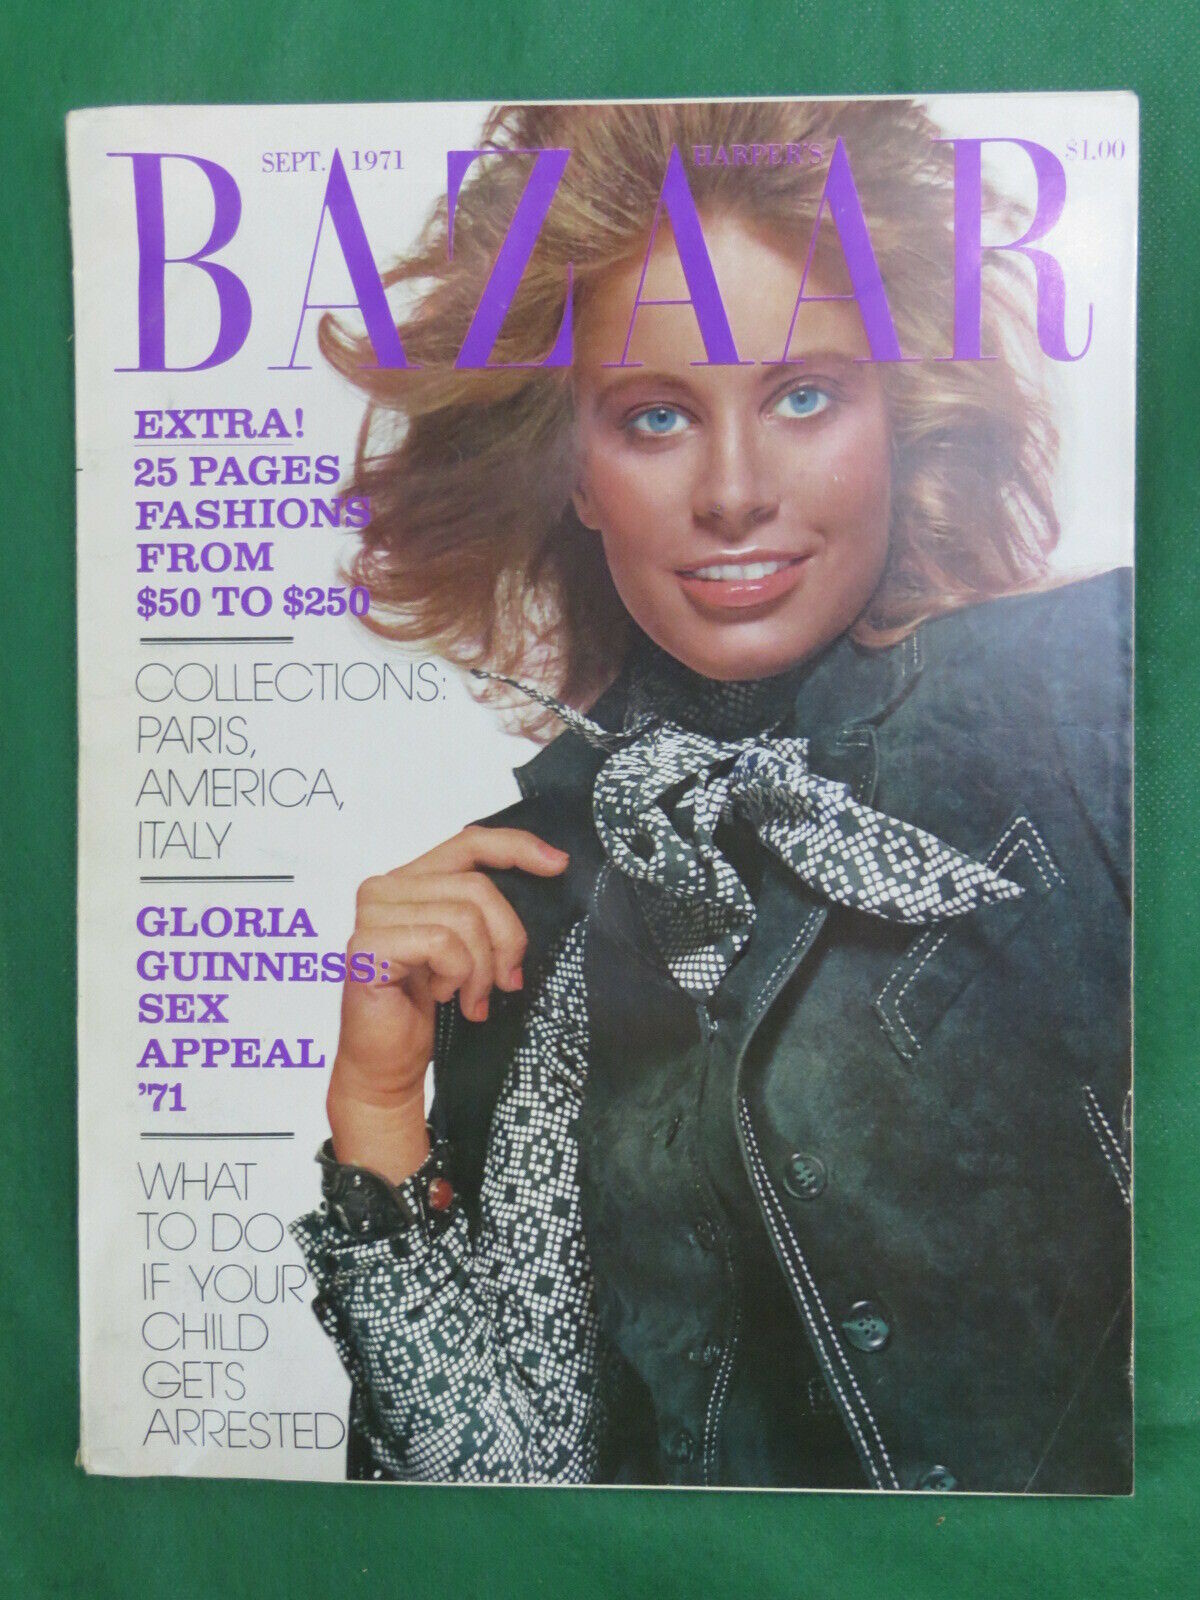 SEPT. 1971
HARPER'S
$1.00
BAZAAR
EXTRA!
25 PAGES
FASHIONS
FROM
$50 TO $250
COLLECTIONS:
PARIS,
AMERICA,
ITALY
GLORIA
GUINNESS:
SEX
APPEAL
'71
WHAT
TO DO
IF YOUR
CHILD
GETS
ARRESTED